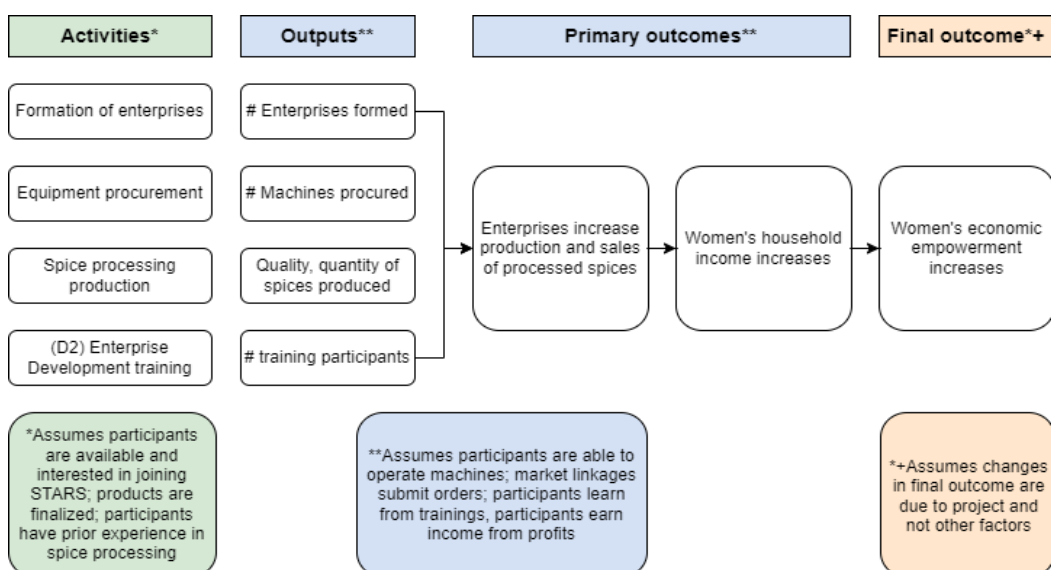 Activities*
Outputs**
Primary outcomes**
Final outcome*+
Formation of enterprises
# Enterprises formed
Equipment procurement
# Machines procured
Spice processing
production
Quality, quantity of
spices produced
(D2) Enterprise
Development training
# training participants
Enterprises increase
production and sales
of processed spices
Women's household
income increases
Women's economic
empowerment
increases
*Assumes participants
are available and
interested in joining
STARS; products are
finalized; participants
have prior experience in
spice processing
**Assumes participants are able to
operate machines; market linkages
submit orders; participants learn
from trainings, participants earn
income from profits
*+Assumes changes
in final outcome are
due to project and
not other factors